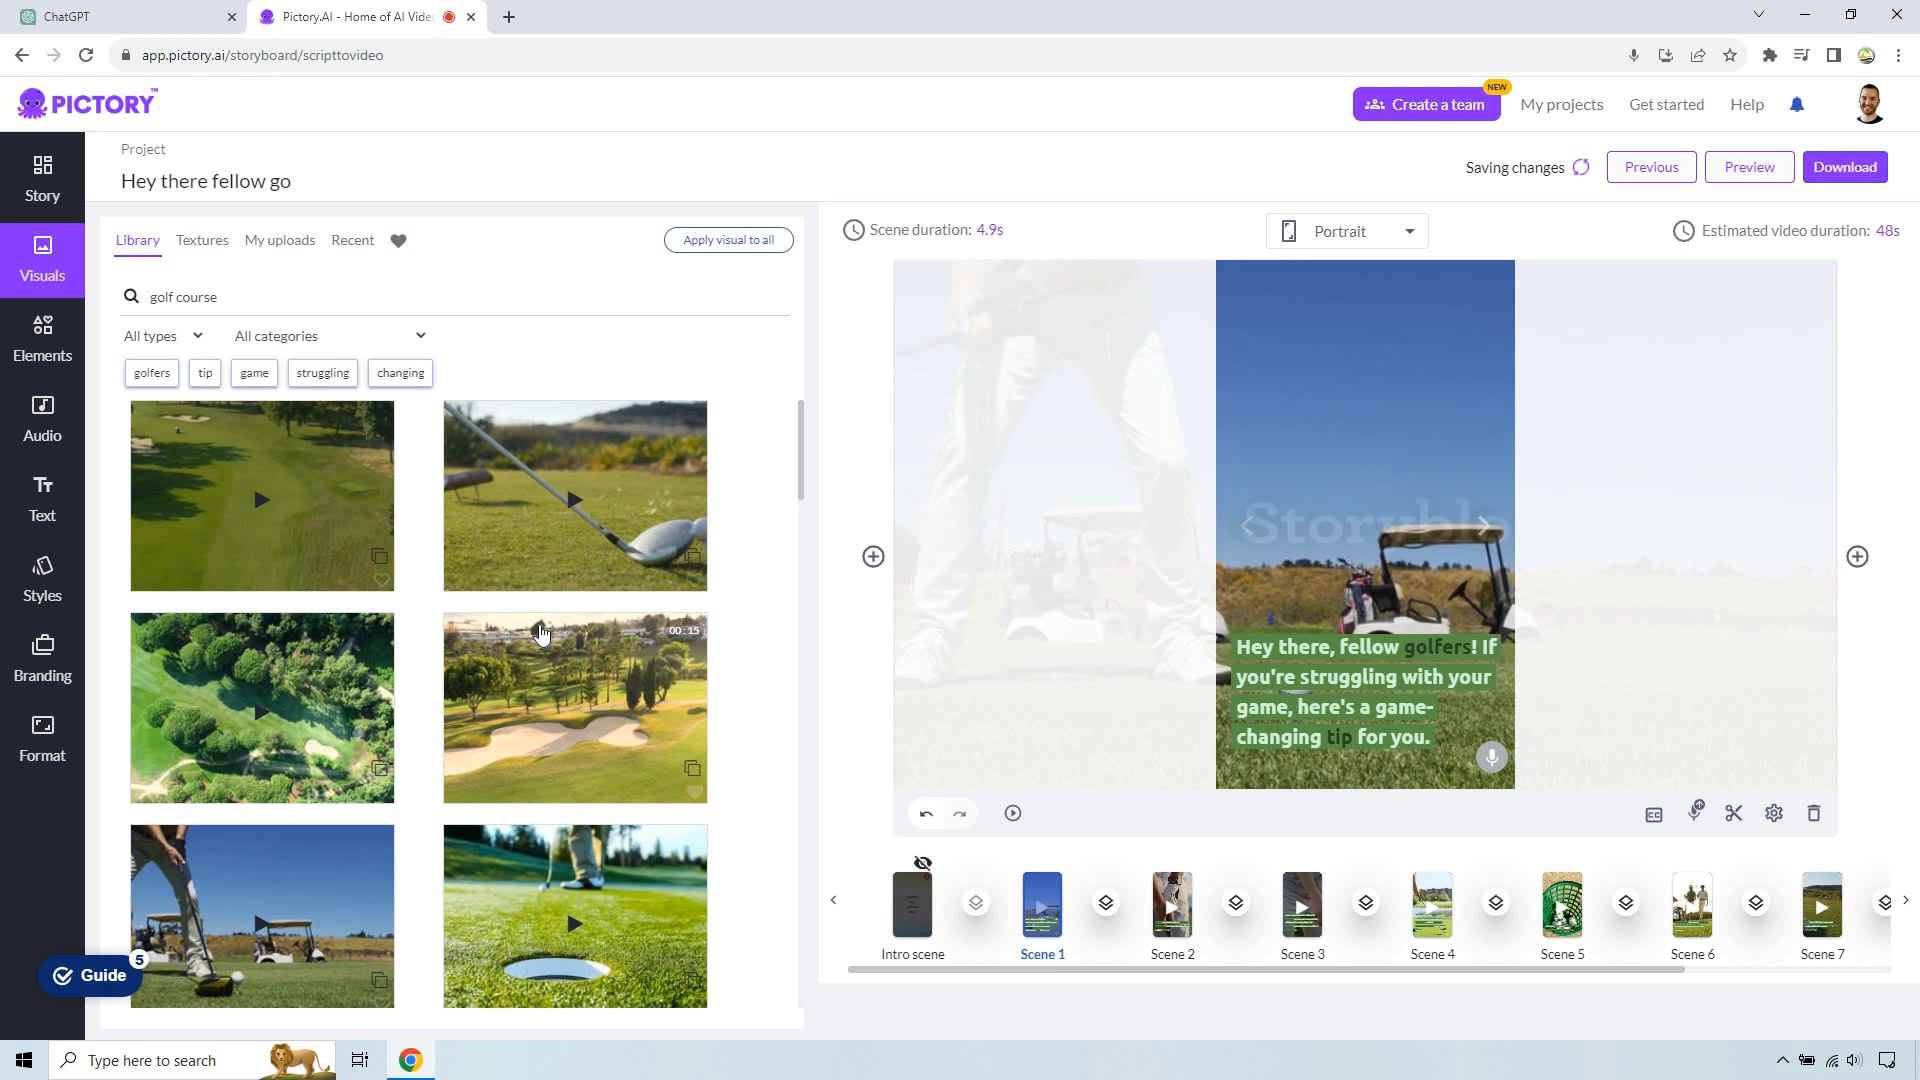 ChatGPT
Pictory.AI - Home of AI Vide
app.pictory.ai/storyboard/scripttovideo
PICTORY™
NEW
Create a team
My projects
Get started
Help
Project
Hey there fellow go
Saving changes
Previous
Preview
Download
Story
Visuals
Elements
Audio
Text
Styles
Branding
Format
Library
Textures
My uploads
Recent
Apply visual to all
golf course
All types
All categories
golfers
tip
game
struggling
changing
00:15
Guide
5
Scene duration: 4.9s
Portrait
Estimated video duration: 48s
Storyblo
Hey there, fellow golfers! If
you're struggling with your
game, here's a game-
changing tip for you.
CC
Intro scene
Scene 1
Scene 2
Scene 3
Scene 4
Scene 5
Scene 6
Scene 7
Type here to search